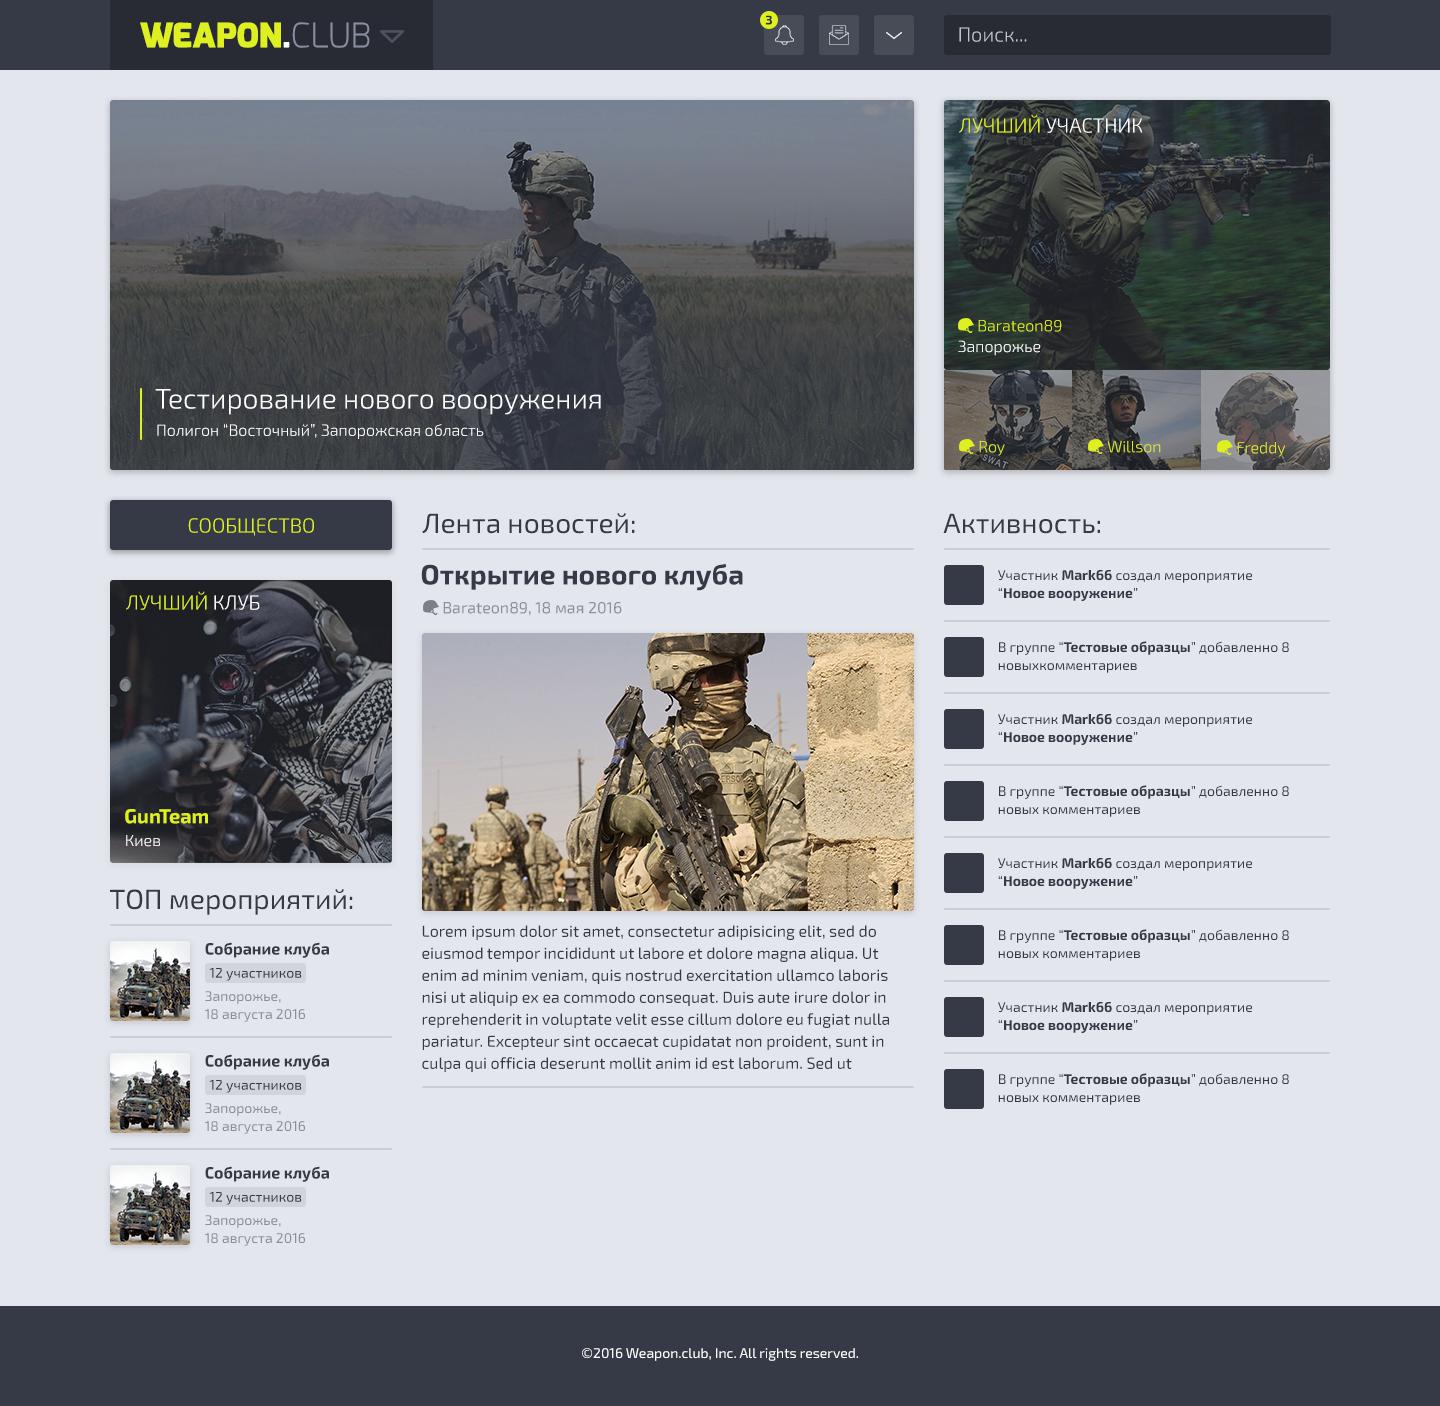 WEAPON.CLUB
3
Поиск...
Тестирование нового вооружения
Полигон “Восточный”, Запорожская область
ЛУЧШИЙ УЧАСТНИК
Barateon89
Запорожье
SWAT
Roy
Willson
Freddy
СООБЩЕСТВО
ЛУЧШИЙ КЛУБ
GunTeam
Киев
ТОП мероприятий:
Собрание клуба
12 участников
Запорожье,
18 августа 2016
Собрание клуба
12 участников
Запорожье,
18 августа 2016
Собрание клуба
12 участников
Запорожье,
18 августа 2016
Лента новостей:
Открытие нового клуба
Barateon89, 18 мая 2016
Lorem ipsum dolor sit amet, consectetur adipisicing elit, sed do
eiusmod tempor incididunt ut labore et dolore magna aliqua. Ut
enim ad minim veniam, quis nostrud exercitation ullamco laboris
nisi ut aliquip ex ea commodo consequat. Duis aute irure dolor in
reprehenderit in voluptate velit esse cillum dolore eu fugiat nulla
pariatur. Excepteur sint occaecat cupidatat non proident, sunt in
culpa qui officia deserunt mollit anim id est laborum. Sed ut
Активность:
Участник Mark66 создал мероприятие
“Новое вооружение”
В группе “Тестовые образцы” добавленно 8
новыхкомментариев
Участник Mark66 создал мероприятие
“Новое вооружение”
В группе “Тестовые образцы” добавленно 8
новых комментариев
Участник Mark66 создал мероприятие
“Новое вооружение”
В группе “Тестовые образцы” добавленно 8
новых комментариев
Участник Mark66 создал мероприятие
“Новое вооружение”
В группе “Тестовые образцы” добавленно 8
новых комментариев
©2016 Weapon.club, Inc. All rights reserved.